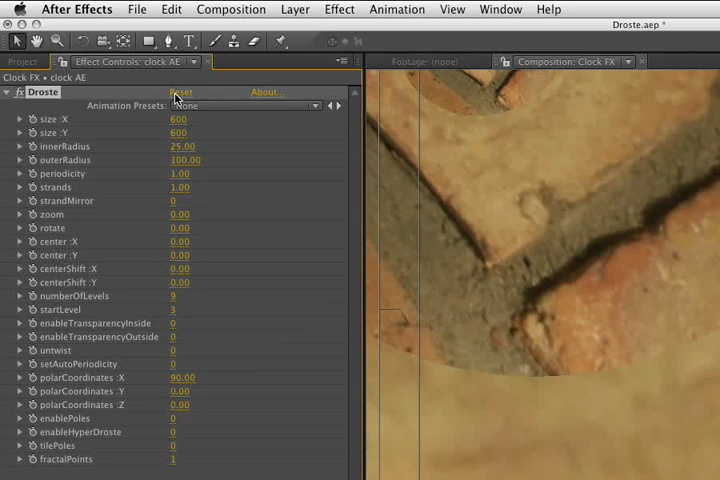 After Effects File Edit Composition Layer Effect Animation View Window Help
Droste.aep *
Project Effect Controls: clock AE Footage: (none) Composition: Clock FX
Clock FX • clock AE
fx Droste Reset About...
Animation Presets: None
size :X 600
size :Y 600
innerRadius 25.00
outerRadius 100.00
periodicity 1.00
strands 1.00
strandMirror 0
zoom 0.00
rotate 0.00
center :X 0.00
center :Y 0.00
centerShift :X 0.00
centerShift :Y 0.00
numberOfLevels 9
startLevel 3
enableTransparencyInside 0
enableTransparencyOutside 0
untwist 0
setAutoPeriodicity 0
polarCoordinates :X 90.00
polarCoordinates :Y 0.00
polarCoordinates :Z 0.00
enablePoles 0
enableHyperDroste 0
tilePoles 0
fractalPoints 1